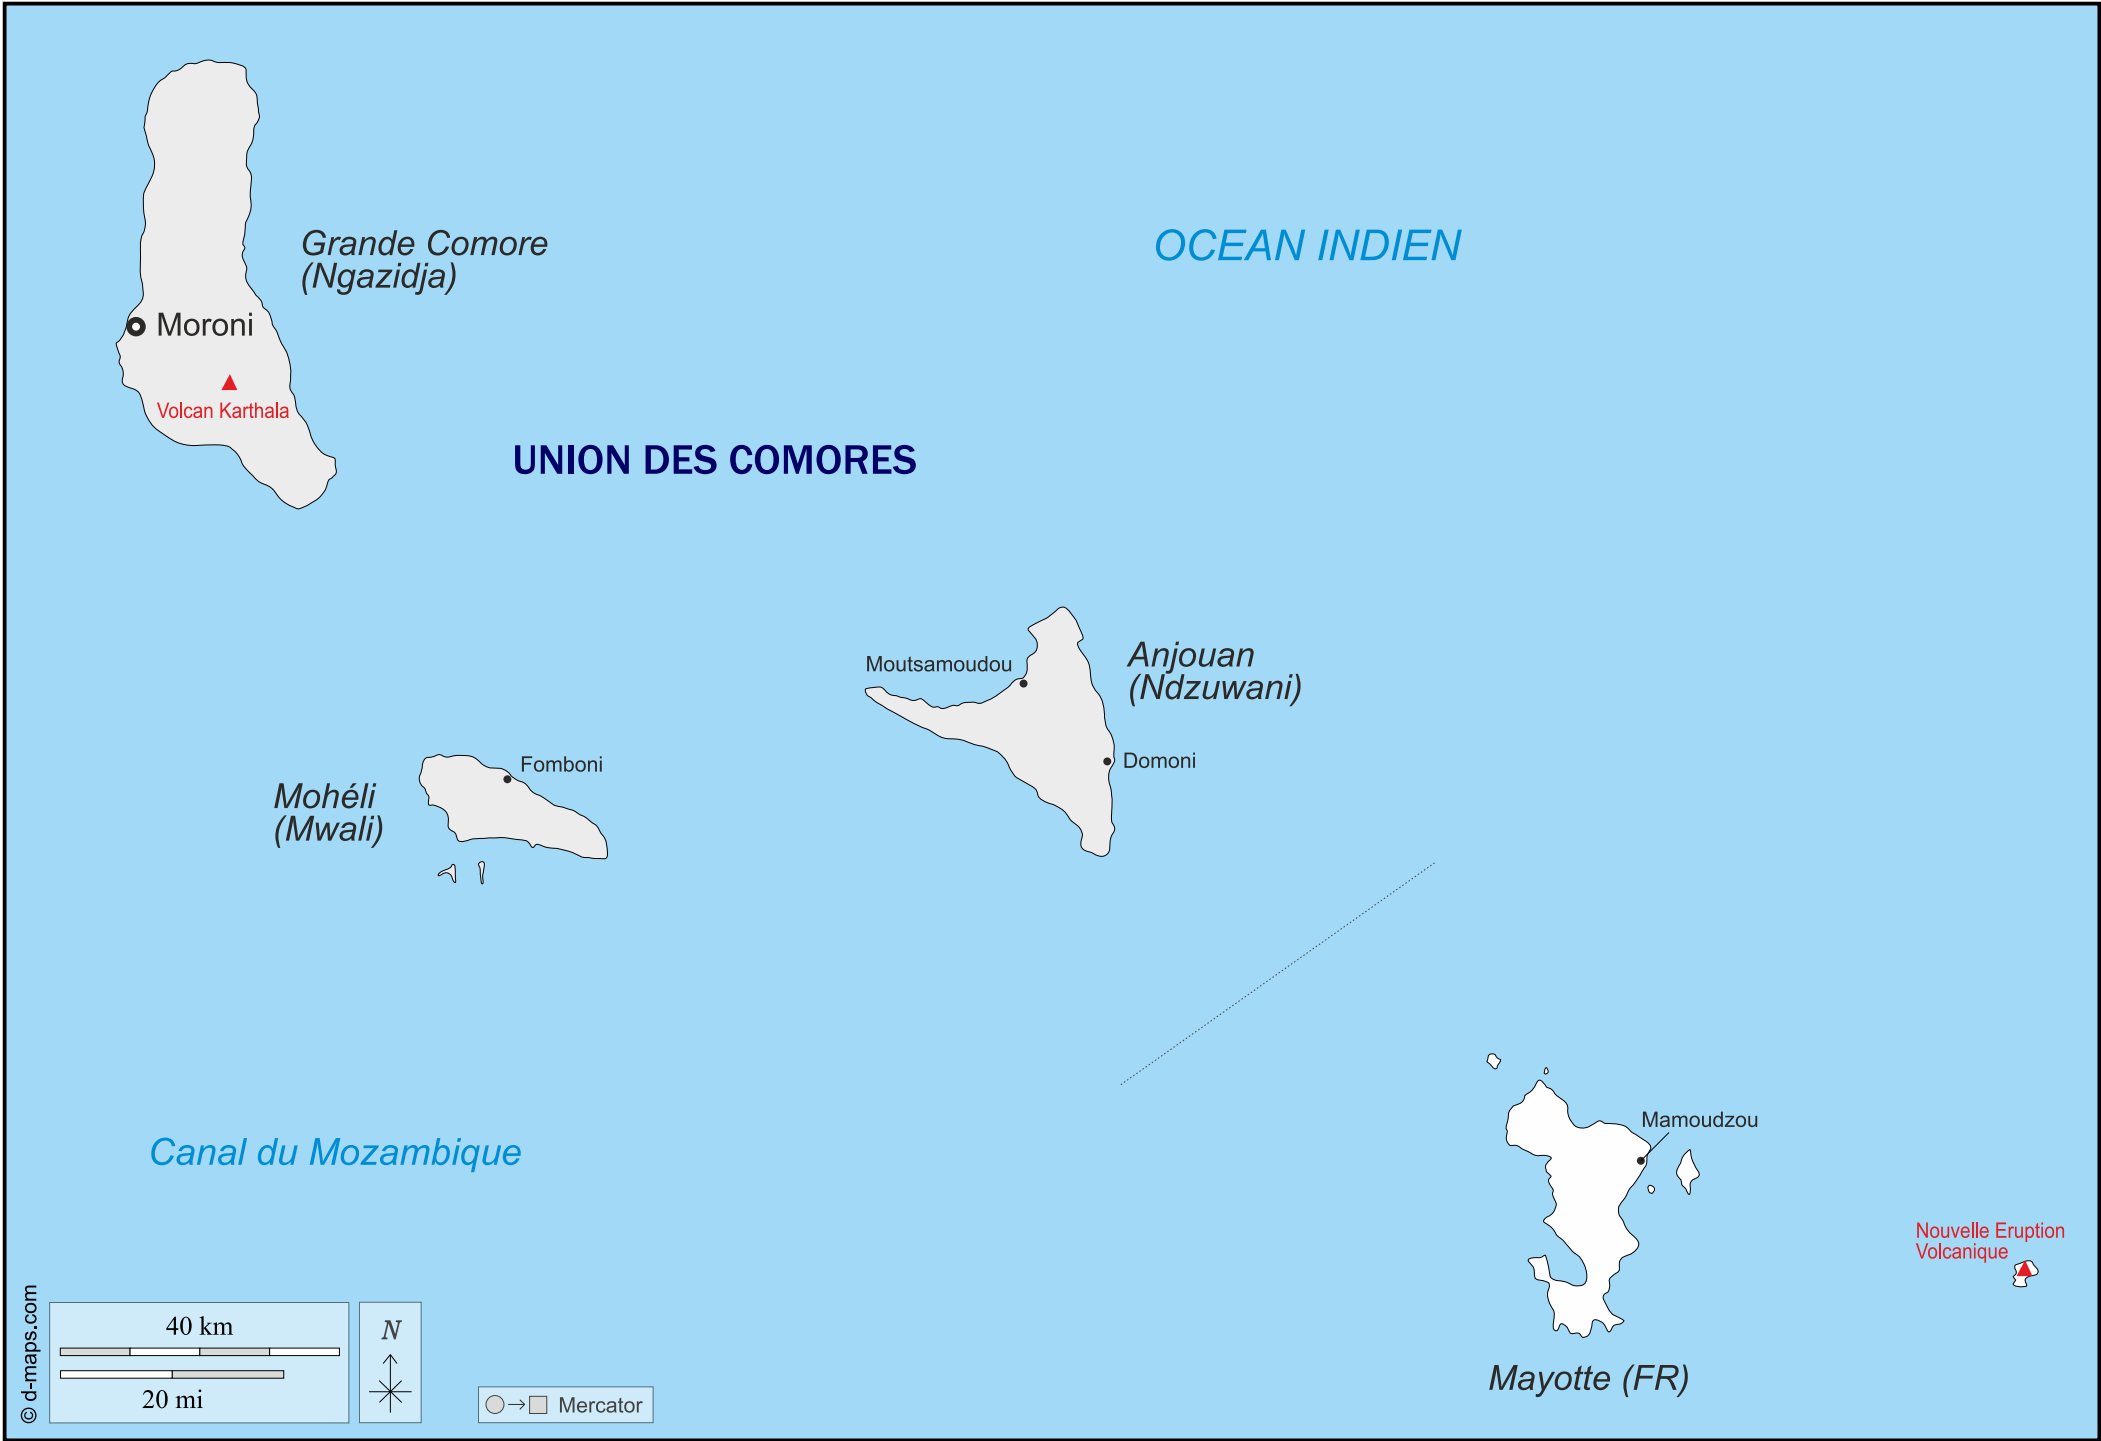 Grande Comore
(Ngazidja)
OCEAN INDIEN
Moroni
Volcan Karthala
UNION DES COMORES
Moutsamoudou
Anjouan
(Ndzuwani)
Domoni
Fomboni
Mohéli
(Mwali)
Canal du Mozambique
Mamoudzou
Nouvelle Eruption
Volcanique
Mayotte (FR)
© d-maps.com
40 km
20 mi
N
Mercator